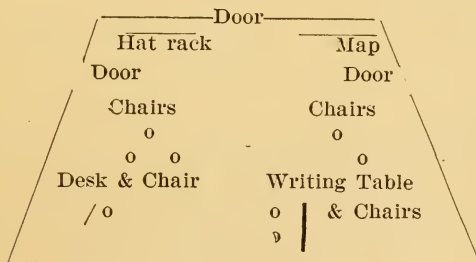 Door
Hat rack Map
Door Door
Chairs Chairs
o o
o o o
Desk & Chair Writing Table
o o & Chairs